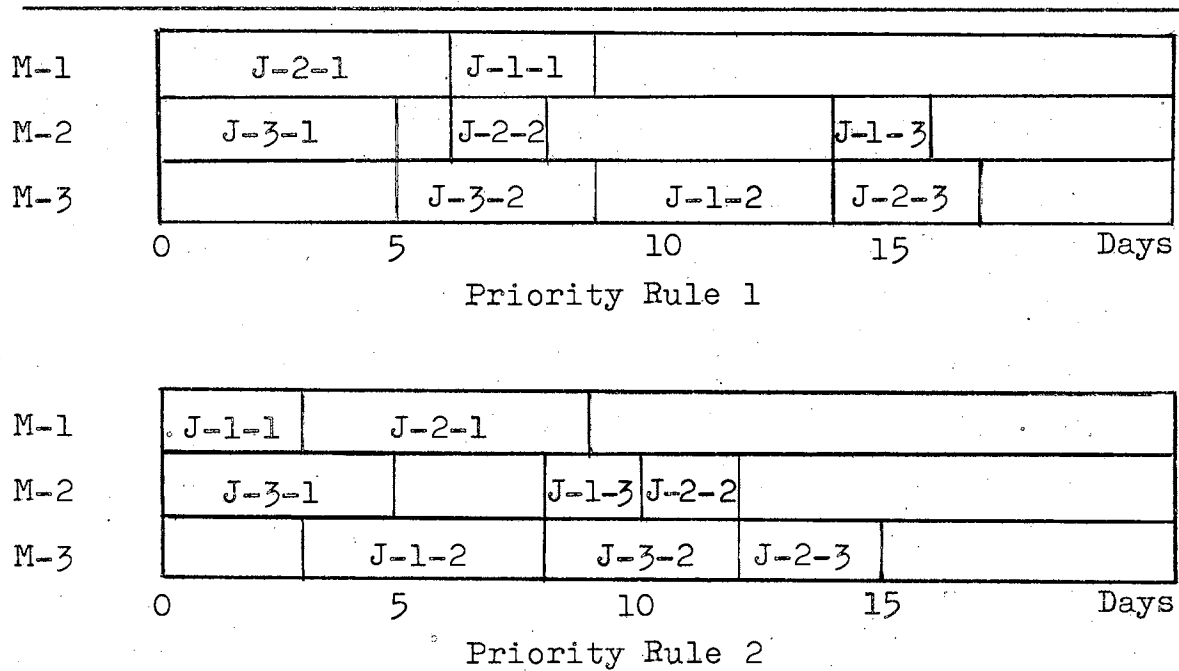 M-1 J-2-1 J-1-1
M-2 J-3-1 J-2-2 J-1-3
M-3 J-3-2 J-1-2 J-2-3
0 5 10 15 Days
Priority Rule 1
M-1 J-1-1 J-2-1
M-2 J-3-1 J-1-3 J-2-2
M-3 J-1-2 J-3-2 J-2-3
0 5 10 15 Days
Priority Rule 2